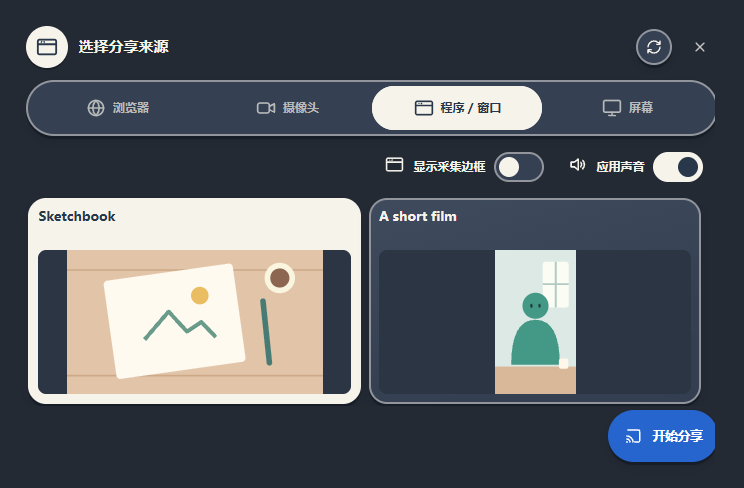 选择分享来源
浏览器
摄像头
程序 / 窗口
屏幕
显示采集边框
应用声音
Sketchbook
A short film
开始分享